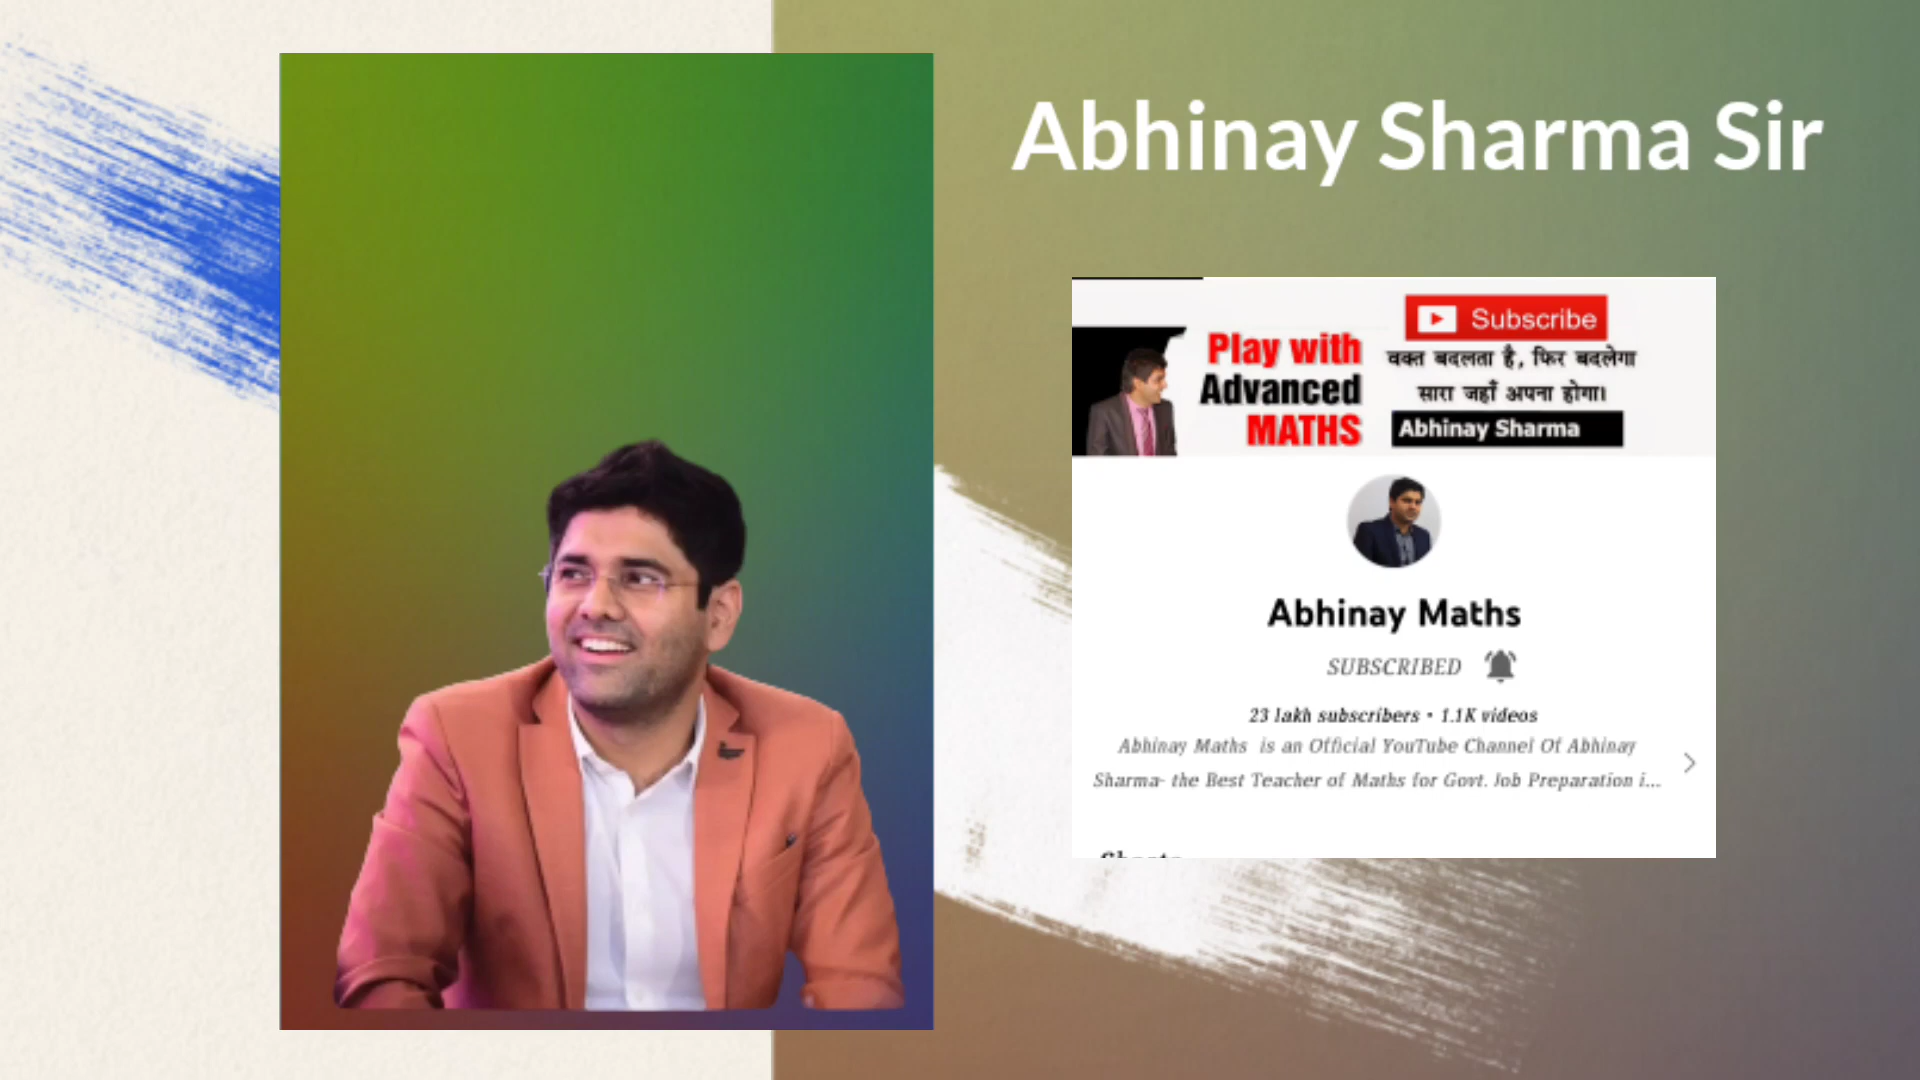 Abhinay Sharma Sir
Subscribe
Play with
Advanced
MATHS
वक्त बदलता है, फिर बदलेगा
सारा जहाँ अपना होगा।
Abhinay Sharma
Abhinay Maths
SUBSCRIBED
23 lakh subscribers • 1.1K videos
Abhinay Maths is an Official YouTube Channel Of Abhinay
Sharma- the Best Teacher of Maths for Govt. Job Preparation i...